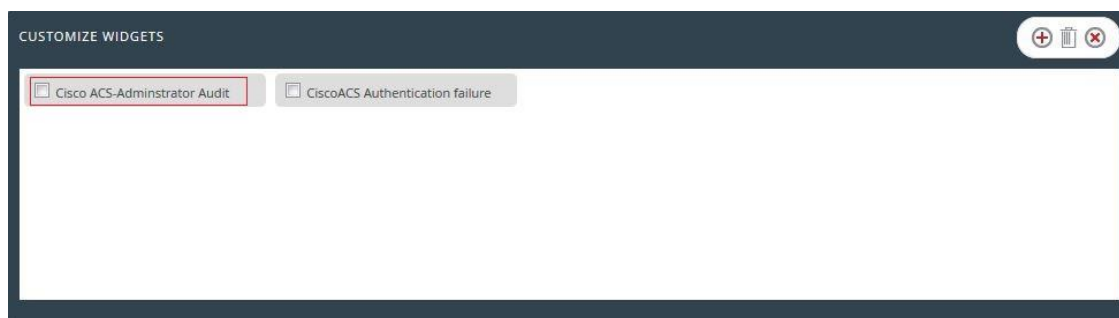 CUSTOMIZE WIDGETS
Cisco ACS-Adminstrator Audit
CiscoACS Authentication failure